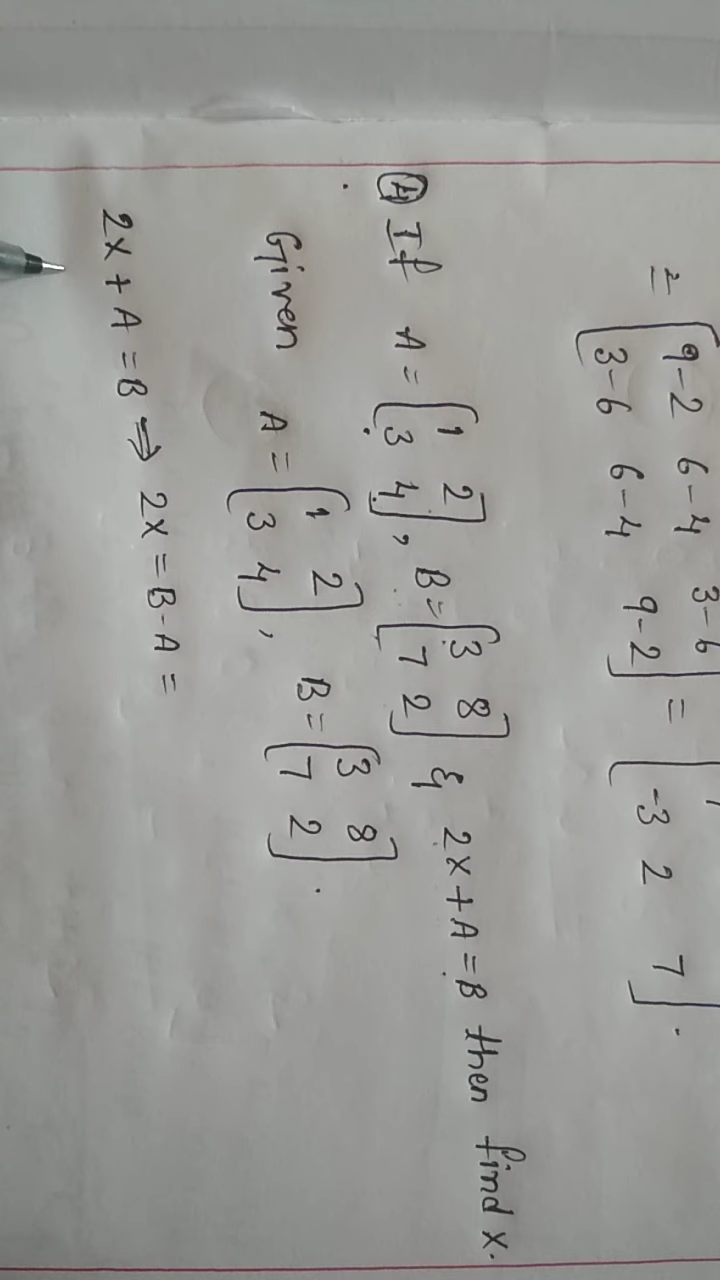 = [9-2 6-4 3-6
3-6 6-4 9-2] = [
-3 2 7].
④ If A = [1 2
3 4], B = [3 8
7 2] & 2X + A = B then find X.
Given A = [1 2
3 4], B = [3 8
7 2].
2X + A = B ⇒ 2X = B - A =